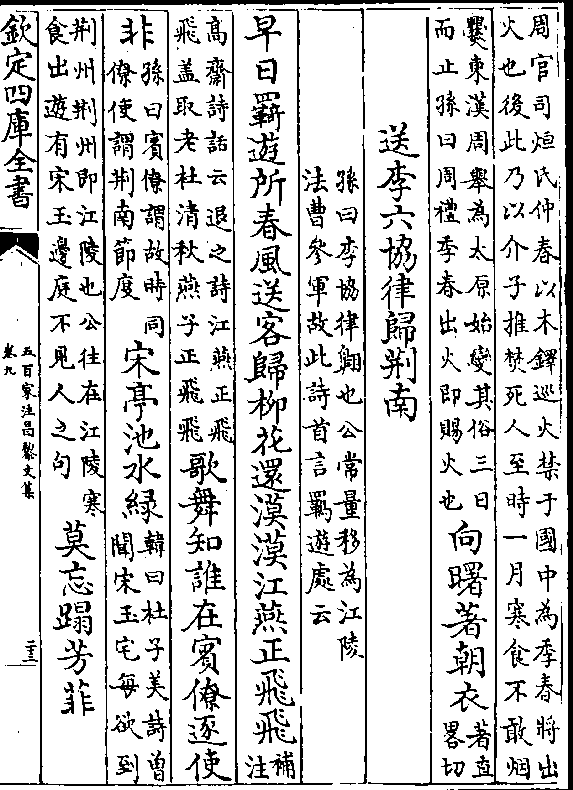 周官司烜氏仲春以木鐸巡火禁于國中為季春將出
火也後此乃以介子推焚死人至時一月寒食不敢烟
爨東漢周舉為太原始變其俗三日
而止孫曰周禮季春出火即賜火也
向曙著朝衣
著直
畧切
送李六協律歸荆南
孫曰李協律翺也公常量移為江陵
法曹參軍故此詩首言羈遊處云
早日羈遊所春風送客歸柳花還漠漠江燕正飛飛
補
注
高齋詩話云退之詩江燕正飛
飛盖取老杜清秋燕子正飛飛
歌舞知誰在賓僚逐使
非
孫曰賓僚謂故時同
僚使謂荆南節度
宋亭池水緑
韓曰杜子美詩曽
聞宋玉宅每欲到
荆州荆州即江陵也公往在江陵寒
食出遊有宋玉邊庭不見人之句
莫忘蹋芳菲
欽定四庫全書
五百家注昌黎文集
卷九
二十三